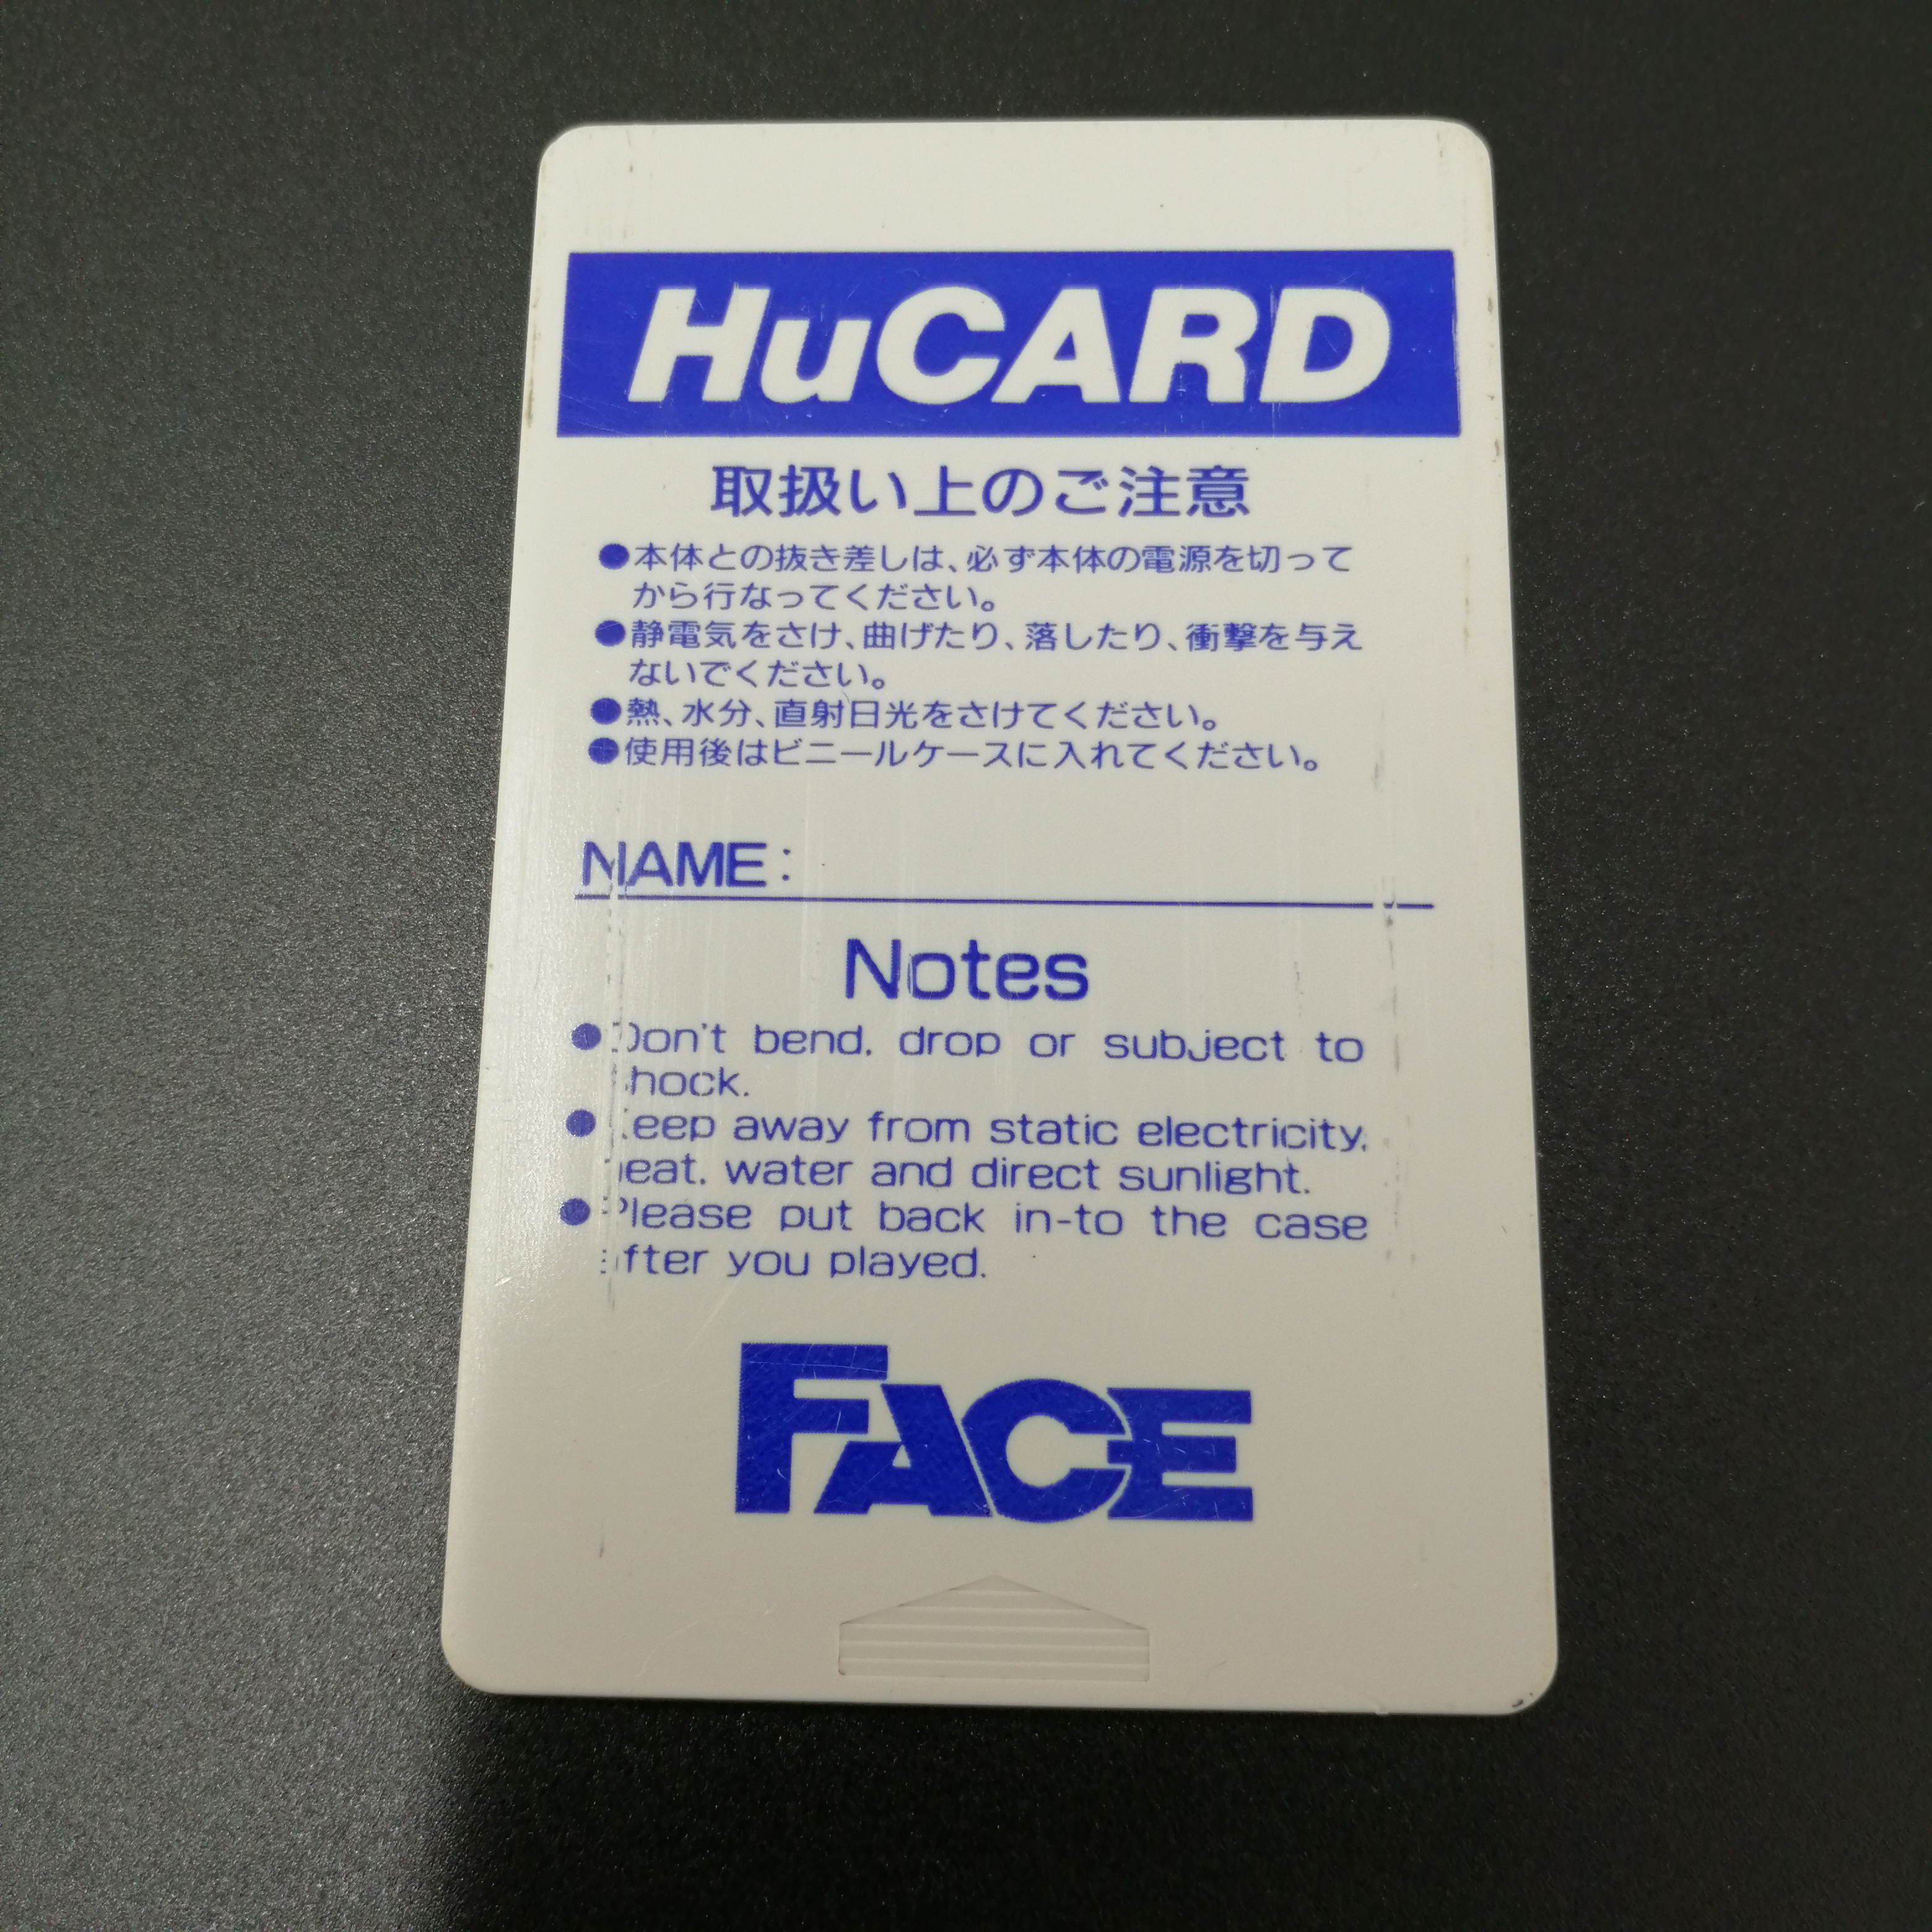 HuCARD
取扱い上のご注意
●本体との抜き差しは、必ず本体の電源を切って
から行なってください。
●静電気をさけ、曲げたり、落したり、衝撃を与え
ないでください。
●熱、水分、直射日光をさけてください。
●使用後はビニールケースに入れてください。
NAME:
Notes
●Don't bend, drop or subject to
shock.
●Keep away from static electricity,
heat, water and direct sunlight.
●Please put back in-to the case
after you played.
FACE